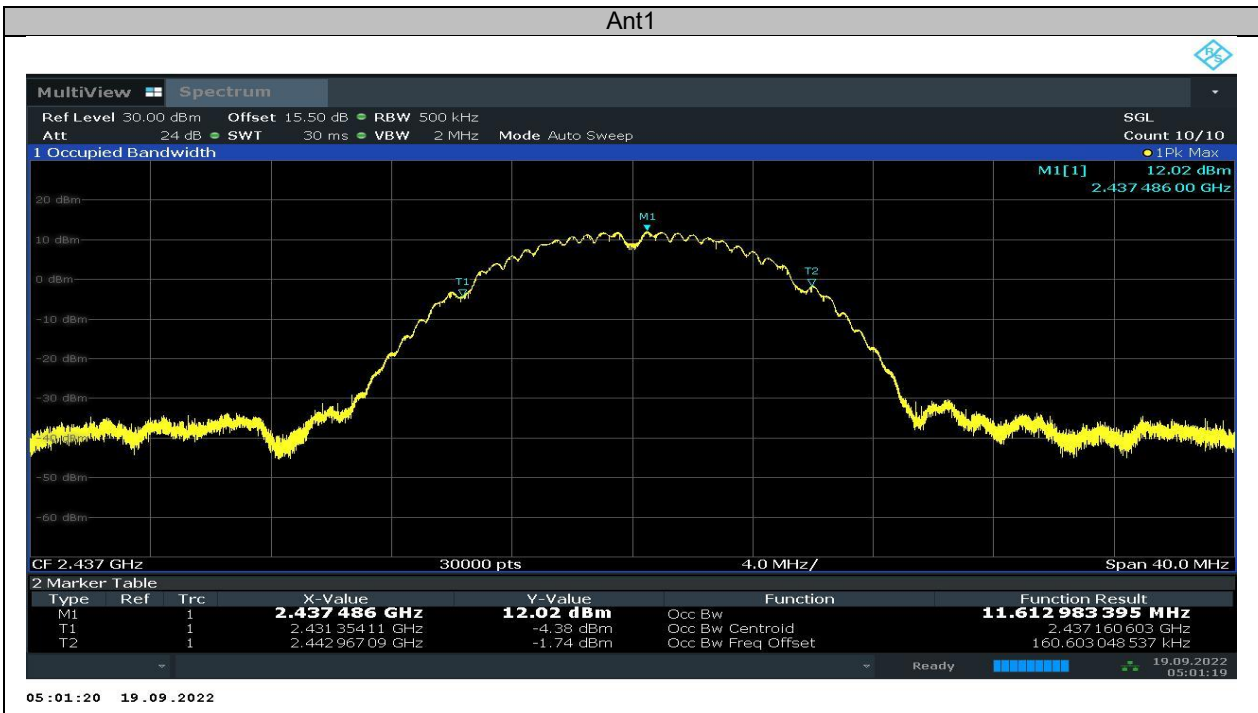 Ant1
R&S
MultiView Spectrum
Ref Level 30.00 dBm Offset 15.50 dB RBW 500 kHz SGL
Att 24 dB SWT 30 ms VBW 2 MHz Mode Auto Sweep Count 10/10
1 Occupied Bandwidth 1Pk Max
M1[1] 12.02 dBm
2.437 486 00 GHz
20 dBm
M1
10 dBm
0 dBm
T1
T2
-10 dBm
-20 dBm
-30 dBm
-40 dBm
-50 dBm
-60 dBm
CF 2.437 GHz 30000 pts 4.0 MHz/ Span 40.0 MHz
2 Marker Table
Type Ref Trc X-Value Y-Value Function Function Result
M1 1 2.437 486 GHz 12.02 dBm Occ Bw 11.612 983 395 MHz
T1 1 2.431 354 11 GHz -4.38 dBm Occ Bw Centroid 2.437 160 603 GHz
T2 1 2.442 967 09 GHz -1.74 dBm Occ Bw Freq Offset 160.603 048 537 kHz
Ready 19.09.2022
05:01:19
05:01:20 19.09.2022